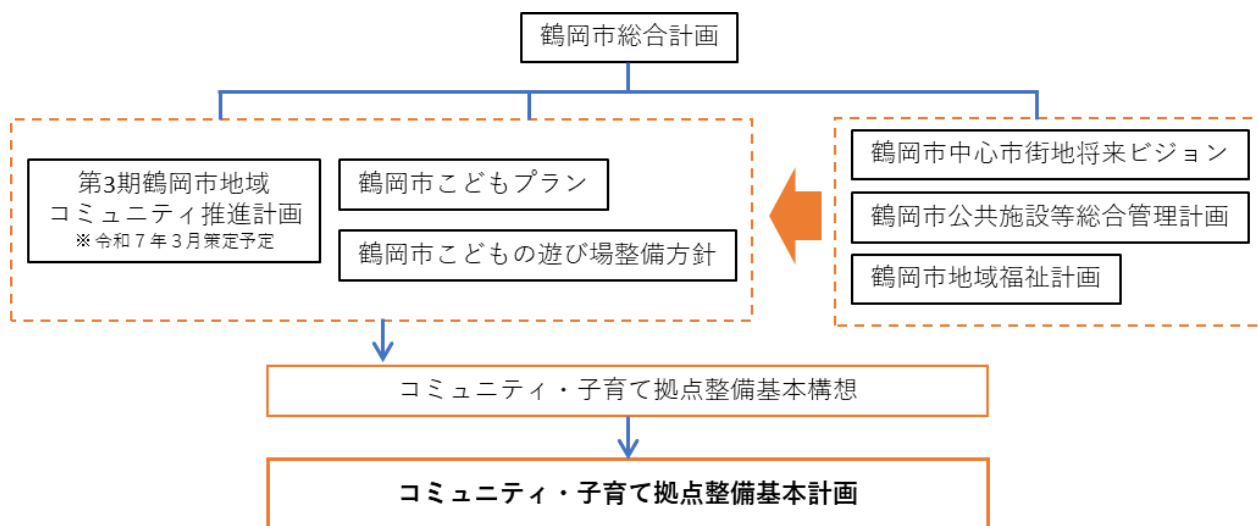 鶴岡市総合計画
第3期鶴岡市地域
コミュニティ推進計画
※令和７年３月策定予定
鶴岡市こどもプラン
鶴岡市こどもの遊び場整備方針
鶴岡市中心市街地将来ビジョン
鶴岡市公共施設等総合管理計画
鶴岡市地域福祉計画
コミュニティ・子育て拠点整備基本構想
コミュニティ・子育て拠点整備基本計画